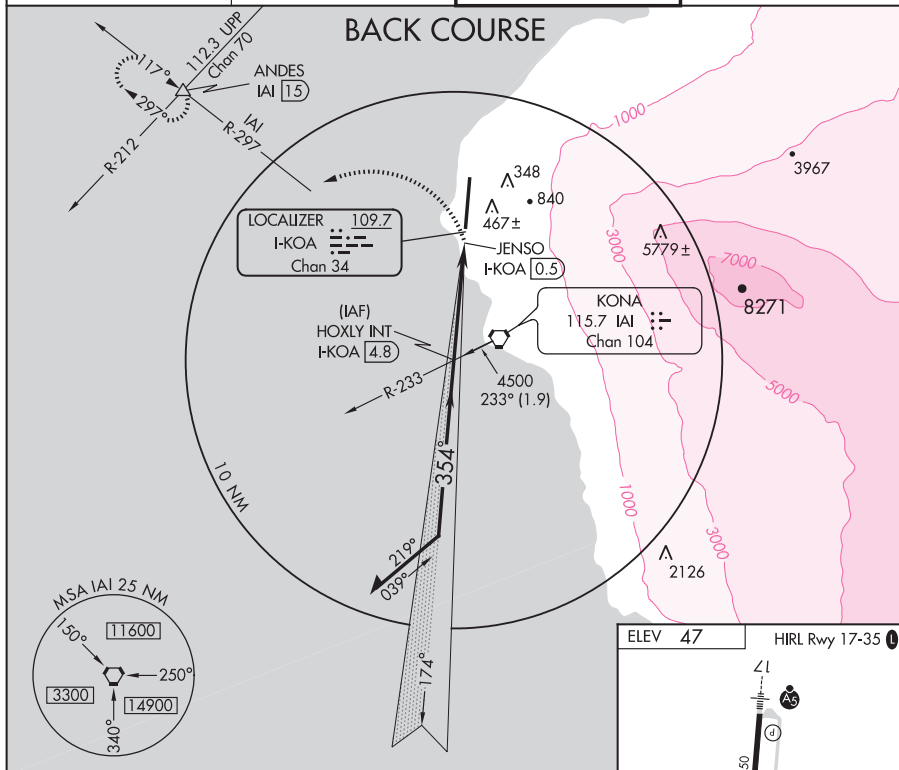 BACK COURSE
112.3 UPP
Chan 70
117°
297°
ANDES
IAI 15
R-212
IAI
R-297
1000
3967
348
840
467±
3000
5779±
7000
8271
LOCALIZER 109.7
I-KOA
Chan 34
JENSO
I-KOA 0.5
KONA
115.7 IAI
Chan 104
(IAF)
HOXLY INT
I-KOA 4.8
R-233
4500
233° (1.9)
5000
354°
10 NM
1000
3000
219°
039°
2126
174°
MSA IAI 25 NM
150°
11600
250°
3300
14900
340°
ELEV 47
HIRL Rwy 17-35 L
17
A5
P
50